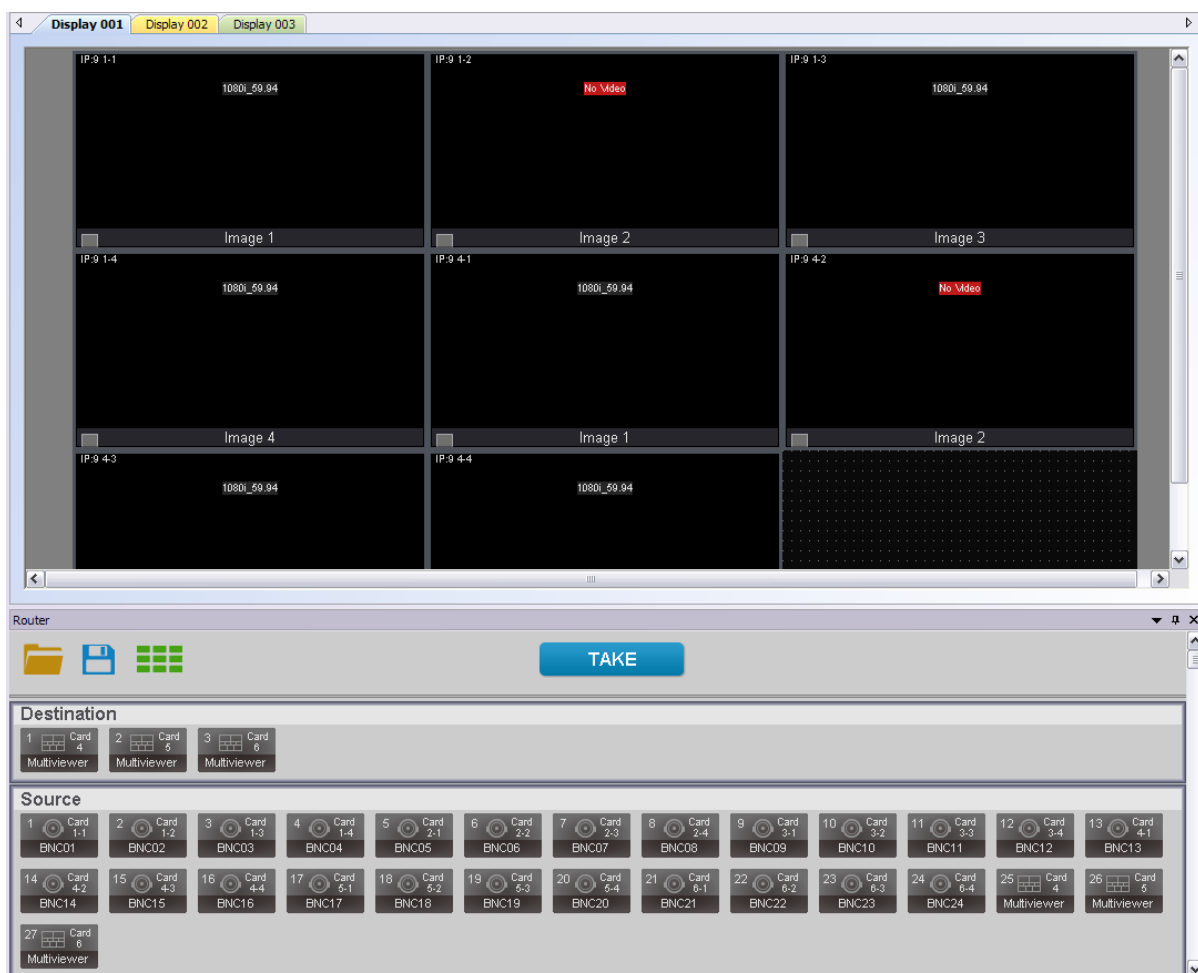 Display 001 Display 002 Display 003
IP:9 1-1 IP:9 1-2 IP:9 1-3
1080i_59.94 No Video 1080i_59.94
Image 1 Image 2 Image 3
IP:9 1-4 IP:9 4-1 IP:9 4-2
1080i_59.94 1080i_59.94 No Video
Image 4 Image 1 Image 2
IP:9 4-3 IP:9 4-4
1080i_59.94 1080i_59.94
Router
TAKE
Destination
1 Card 4 2 Card 5 3 Card 6
Multiviewer Multiviewer Multiviewer
Source
1 Card 1-1 2 Card 1-2 3 Card 1-3 4 Card 1-4 5 Card 2-1 6 Card 2-2 7 Card 2-3 8 Card 2-4 9 Card 3-1 10 Card 3-2 11 Card 3-3 12 Card 3-4 13 Card 4-1
BNC01 BNC02 BNC03 BNC04 BNC05 BNC06 BNC07 BNC08 BNC09 BNC10 BNC11 BNC12 BNC13
14 Card 4-2 15 Card 4-3 16 Card 4-4 17 Card 5-1 18 Card 5-2 19 Card 5-3 20 Card 5-4 21 Card 6-1 22 Card 6-2 23 Card 6-3 24 Card 6-4 25 Card 4 26 Card 5
BNC14 BNC15 BNC16 BNC17 BNC18 BNC19 BNC20 BNC21 BNC22 BNC23 BNC24 Multiviewer Multiviewer
27 Card 6
Multiviewer